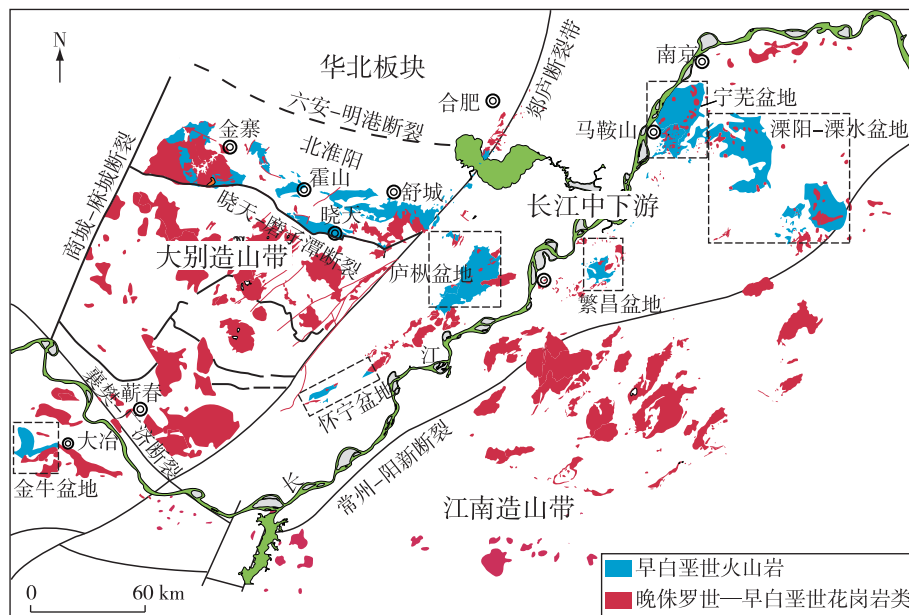 N
华北板块
六安-明港断裂
合肥
郯庐断裂带
南京
宁芜盆地
马鞍山
溧阳-溧水盆地
金寨
北淮阳
霍山
舒城
商城-麻城断裂
晓天-磨子潭断裂
晓天
长江中下游
大别造山带
庐枞盆地
繁昌盆地
江
怀宁盆地
襄樊-广济断裂
蕲春
大冶
金牛盆地
长
常州-阳新断裂
江南造山带
0 60 km
早白垩世火山岩
晚侏罗世—早白垩世花岗岩类